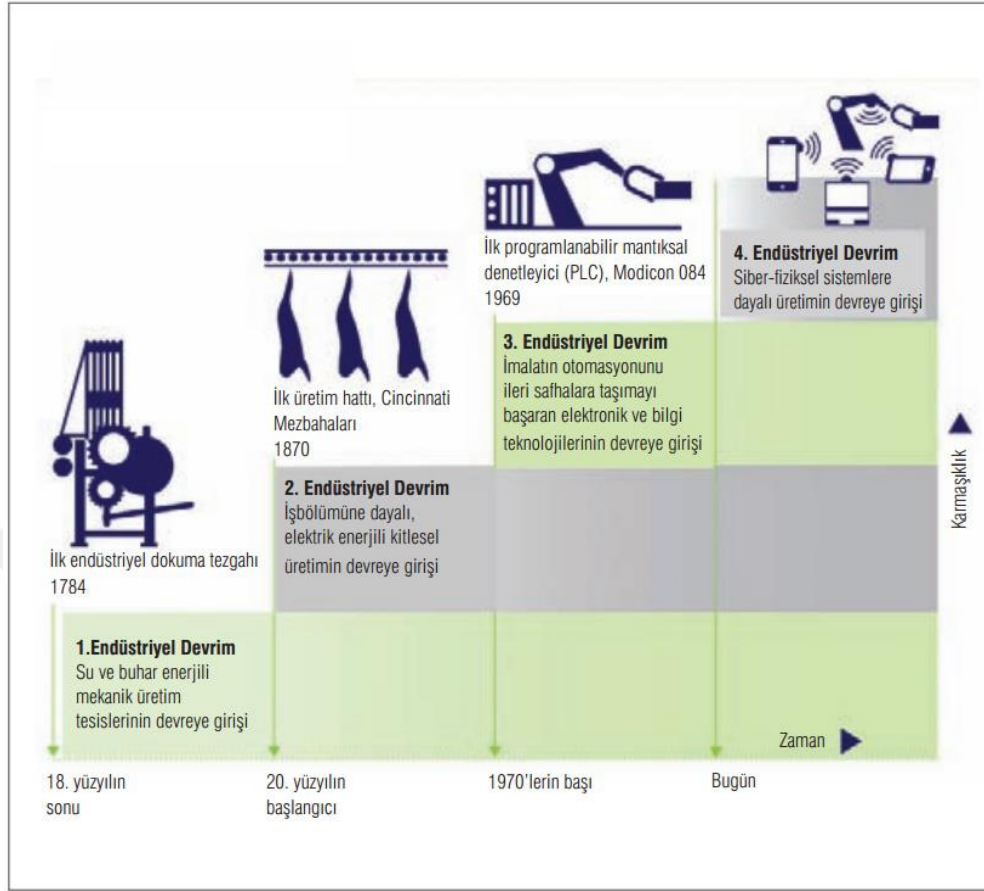 İlk programlanabilir mantıksal
denetleyici (PLC), Modicon 084
1969
4. Endüstriyel Devrim
Siber-fiziksel sistemlere
dayalı üretimin devreye girişi
3. Endüstriyel Devrim
İmalatın otomasyonunu
ileri safhalara taşımayı
başaran elektronik ve bilgi
teknolojilerinin devreye girişi
İlk üretim hattı, Cincinnati
Mezbahaları
1870
2. Endüstriyel Devrim
İşbölümüne dayalı,
elektrik enerjili kitlesel
üretimin devreye girişi
İlk endüstriyel dokuma tezgahı
1784
1.Endüstriyel Devrim
Su ve buhar enerjili
mekanik üretim
tesislerinin devreye girişi
Karmaşıklık
Zaman
18. yüzyılın
sonu
20. yüzyılın
başlangıcı
1970'lerin başı
Bugün